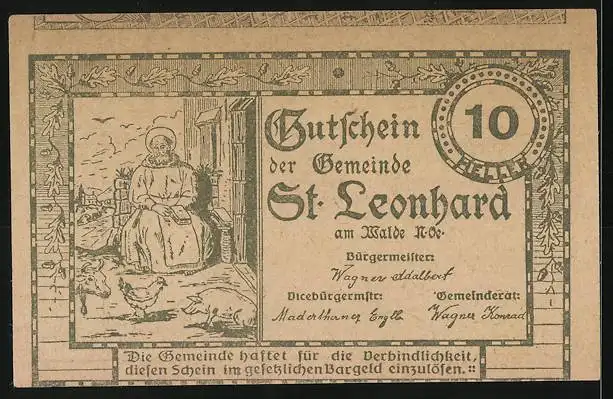 Gutschein
der Gemeinde
St. Leonhard
am Walde N.Oe.
10
HELLER
Bürgermeister:
Wagner Adalbert
Vicebürgermstr: Gemeinderat:
Maderthaner Wagner Konrad
Die Gemeinde haftet für die Verbindlichkeit,
diesen Schein im gesetzlichen Bargeld einzulösen.